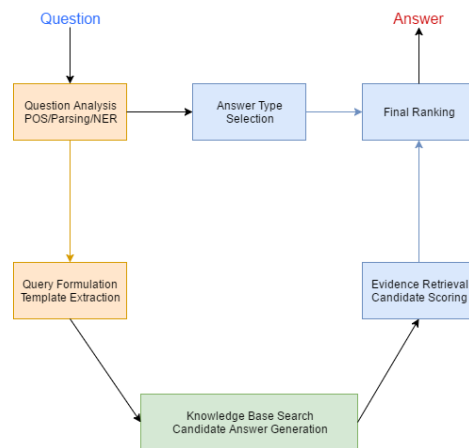 Question
Answer
Question Analysis
POS/Parsing/NER
Answer Type
Selection
Final Ranking
Query Formulation
Template Extraction
Evidence Retrieval
Candidate Scoring
Knowledge Base Search
Candidate Answer Generation